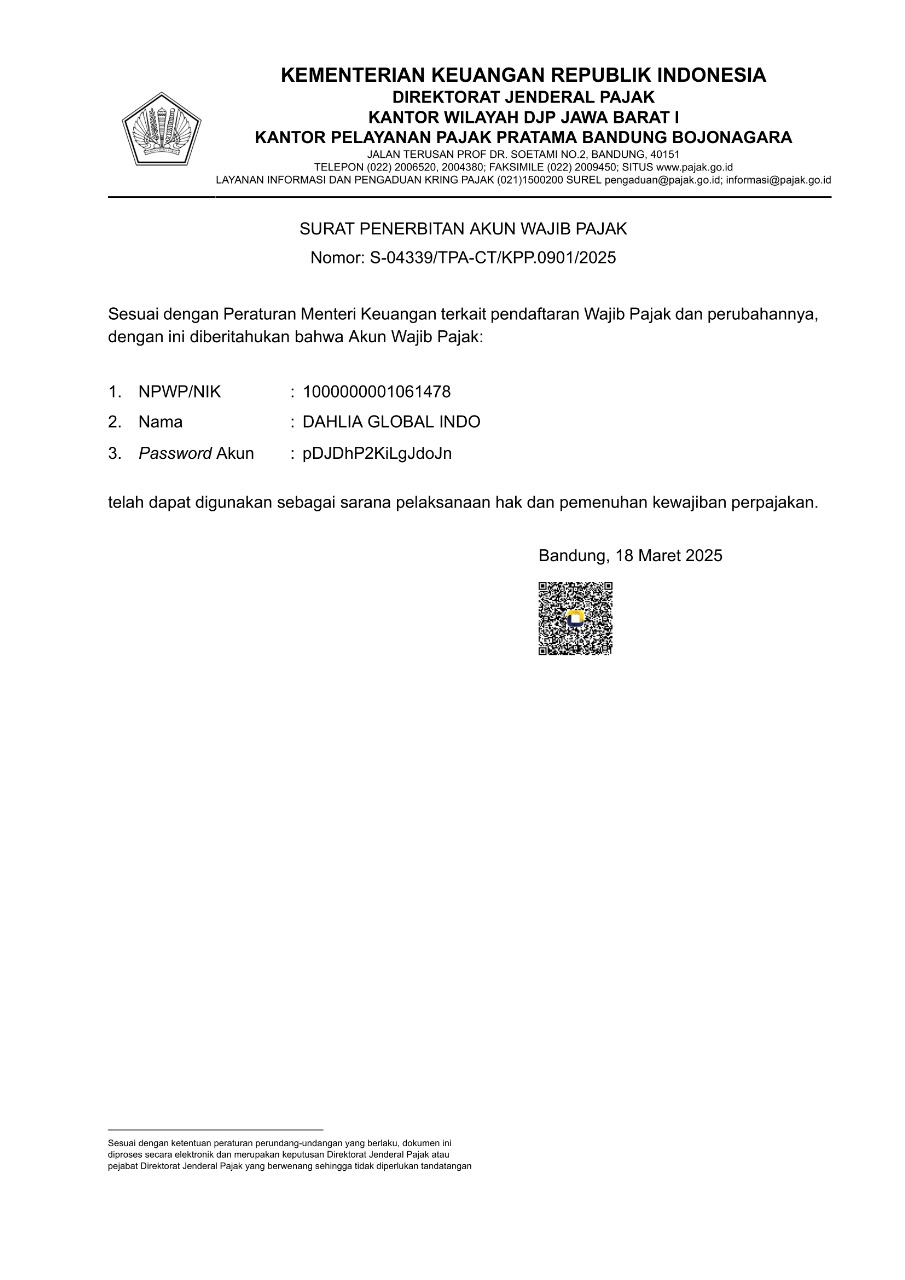 KEMENTERIAN KEUANGAN REPUBLIK INDONESIA
DIREKTORAT JENDERAL PAJAK
KANTOR WILAYAH DJP JAWA BARAT I
KANTOR PELAYANAN PAJAK PRATAMA BANDUNG BOJONAGARA
JALAN TERUSAN PROF DR. SOETAMI NO.2, BANDUNG, 40151
TELEPON (022) 2006520, 2004380; FAKSIMILE (022) 2009450; SITUS www.pajak.go.id
LAYANAN INFORMASI DAN PENGADUAN KRING PAJAK (021)1500200 SUREL pengaduan@pajak.go.id; informasi@pajak.go.id
SURAT PENERBITAN AKUN WAJIB PAJAK
Nomor: S-04339/TPA-CT/KPP.0901/2025
Sesuai dengan Peraturan Menteri Keuangan terkait pendaftaran Wajib Pajak dan perubahannya,
dengan ini diberitahukan bahwa Akun Wajib Pajak:
1. NPWP/NIK : 1000000001061478
2. Nama : DAHLIA GLOBAL INDO
3. Password Akun : pDJDhP2KiLgJdoJn
telah dapat digunakan sebagai sarana pelaksanaan hak dan pemenuhan kewajiban perpajakan.
Bandung, 18 Maret 2025
Sesuai dengan ketentuan peraturan perundang-undangan yang berlaku, dokumen ini
diproses secara elektronik dan merupakan keputusan Direktorat Jenderal Pajak atau
pejabat Direktorat Jenderal Pajak yang berwenang sehingga tidak diperlukan tandatangan